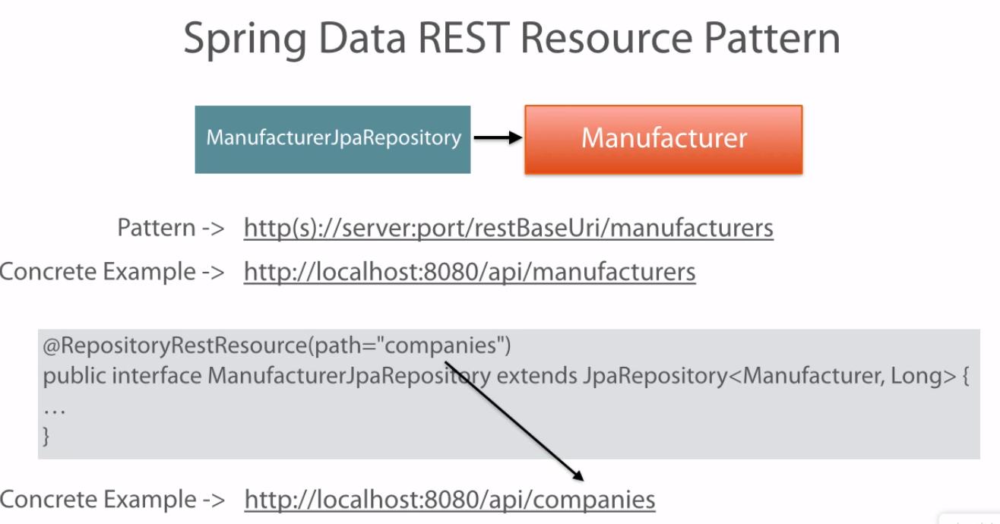 Spring Data REST Resource Pattern
ManufacturerJpaRepository
Manufacturer
Pattern -> http(s)://server:port/restBaseUri/manufacturers
Concrete Example -> http://localhost:8080/api/manufacturers
@RepositoryRestResource(path="companies")
public interface ManufacturerJpaRepository extends JpaRepository<Manufacturer, Long> {
...
}
Concrete Example -> http://localhost:8080/api/companies